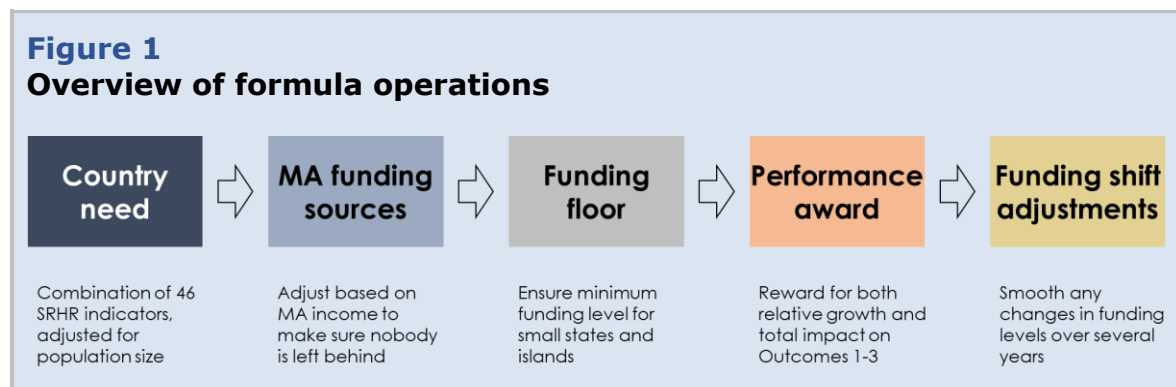 Figure 1
Overview of formula operations
Country
need
MA funding
sources
Funding
floor
Performance
award
Funding shift
adjustments
Combination of 46
SRHR indicators,
adjusted for
population size
Adjust based on
MA income to
make sure nobody
is left behind
Ensure minimum
funding level for
small states and
islands
Reward for both
relative growth and
total impact on
Outcomes 1-3
Smooth any
changes in funding
levels over several
years